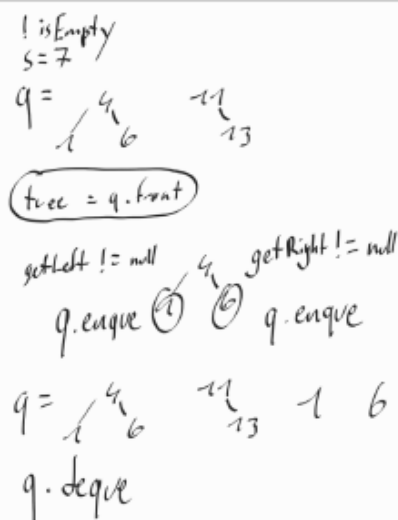 ! isEmpty
s=7
q = 4 11
1 6 13
tree = q.front
getLeft != null 4 getRight != null
q.enque 1 6 q.enque
q = 4 11 1 6
1 6 13
q.deque